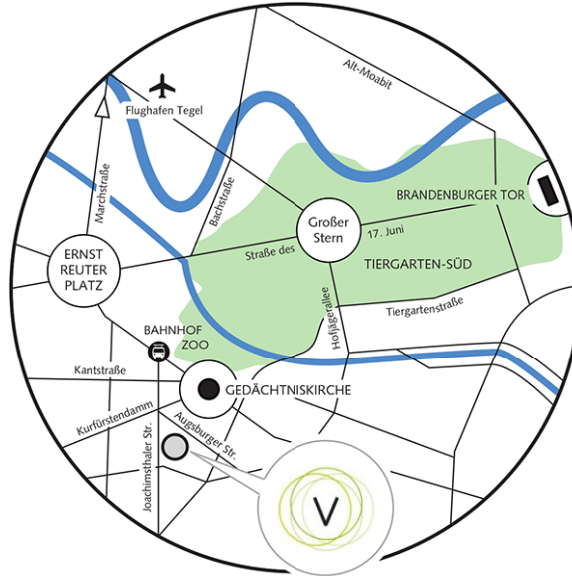 Alt-Moabit
Flughafen Tegel
Marchstraße
Bachstraße
BRANDENBURGER TOR
Großer
Stern
17. Juni
Straße des
ERNST
REUTER
PLATZ
TIERGARTEN-SÜD
Hofjägerallee
Tiergartenstraße
BAHNHOF
ZOO
Kantstraße
GEDÄCHTNISKIRCHE
Kurfürstendamm
Augsburger Str.
Joachimsthaler Str.
V